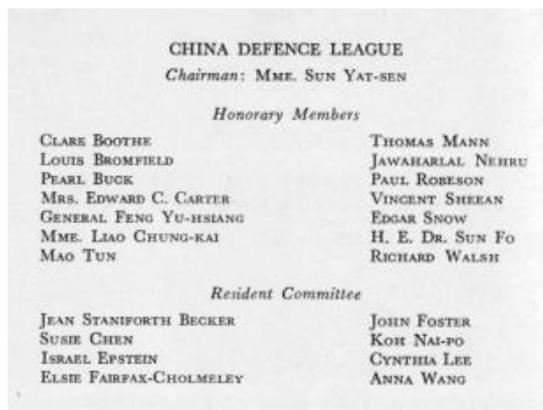 CHINA DEFENCE LEAGUE
Chairman: MME. SUN YAT-SEN
Honorary Members
CLARE BOOTHE
LOUIS BROMFIELD
PEARL BUCK
MRS. EDWARD C. CARTER
GENERAL FENG YU-HSIANG
MME. LIAO CHUNG-KAI
MAO TUN
THOMAS MANN
JAWAHARLAL NEHRU
PAUL ROBESON
VINCENT SHEEAN
EDGAR SNOW
H. E. DR. SUN FO
RICHARD WALSH
Resident Committee
JEAN STANIFORTH BECKER
SUSIE CHEN
ISRAEL EPSTEIN
ELSIE FAIRFAX-CHOLMELEY
JOHN FOSTER
KOH NAI-PO
CYNTHIA LEE
ANNA WANG